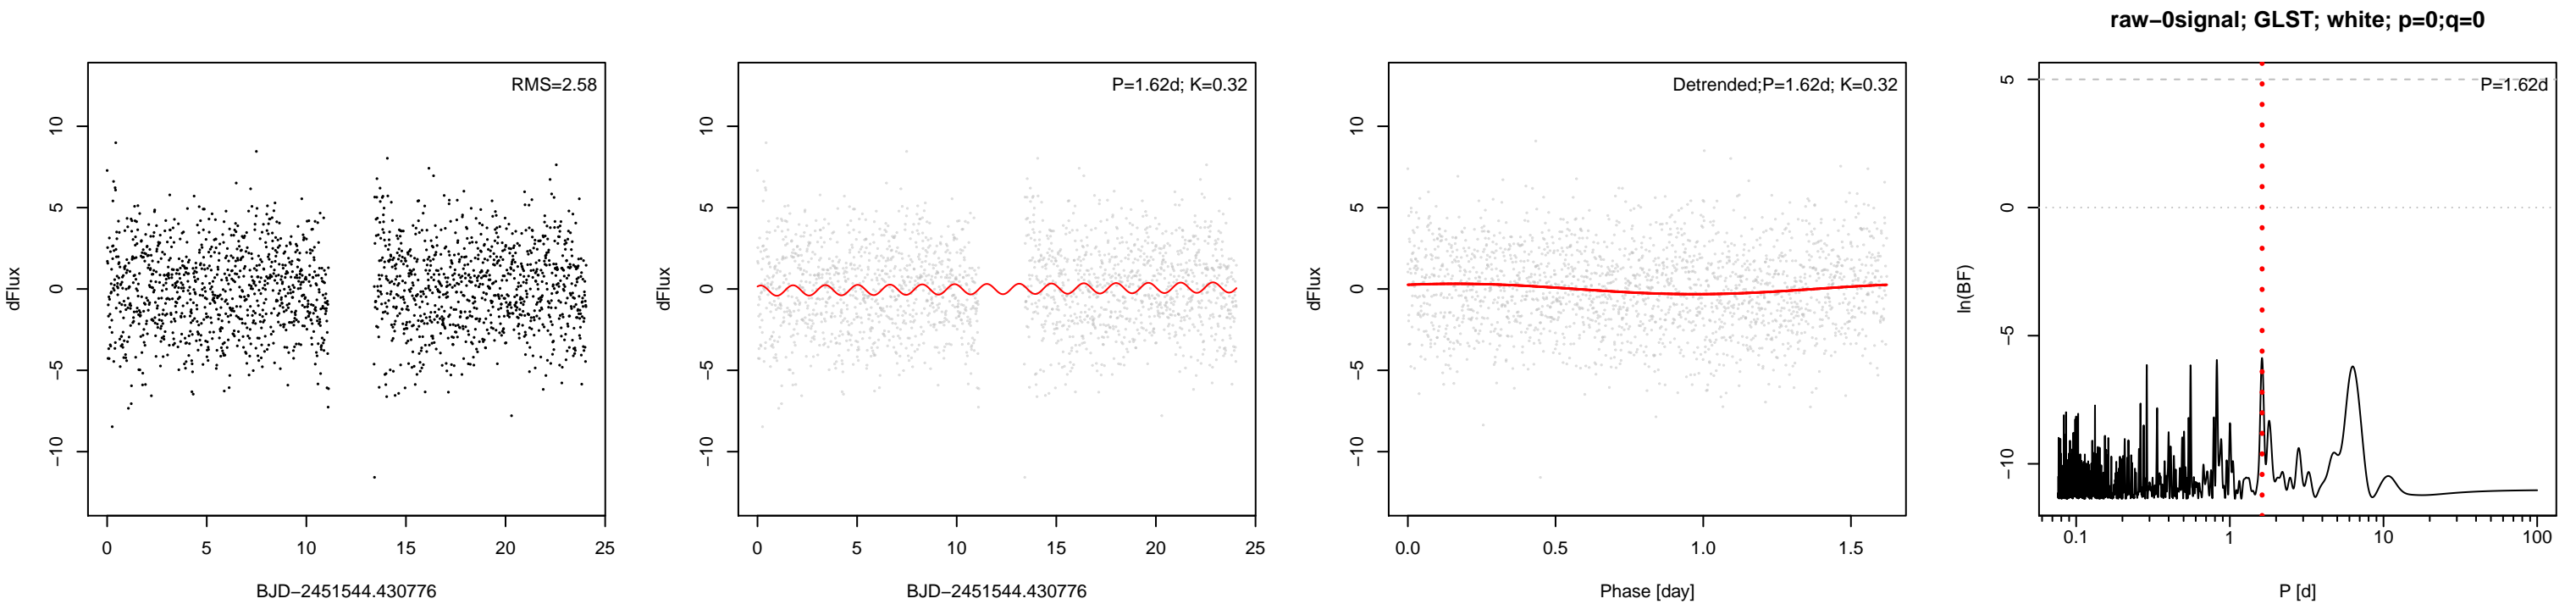 raw−0signal; GLST; white; p=0;q=0
RMS=2.58
dFlux
10
5
0
−5
−10
0 5 10 15 20 25
BJD−2451544.430776
P=1.62d; K=0.32
dFlux
10
5
0
−5
−10
0 5 10 15 20 25
BJD−2451544.430776
Detrended;P=1.62d; K=0.32
dFlux
10
5
0
−5
−10
0.0 0.5 1.0 1.5
Phase [day]
P=1.62d
ln(BF)
5
0
−5
−10
0.1 1 10 100
P [d]